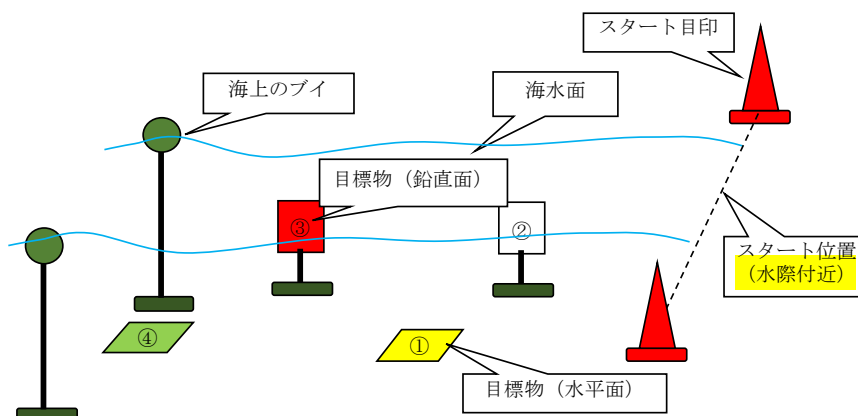 スタート目印
海上のブイ
海水面
目標物（鉛直面）
③
②
スタート位置
（水際付近）
④
①
目標物（水平面）